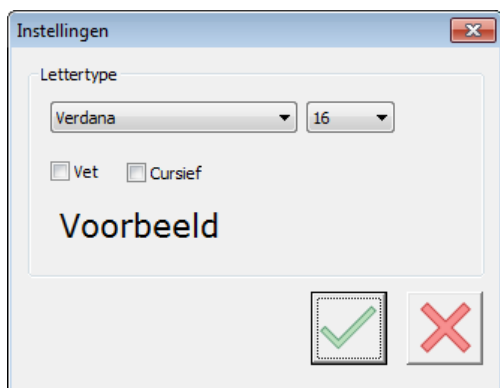 Instellingen
Lettertype
Verdana 16
Vet Cursief
Voorbeeld